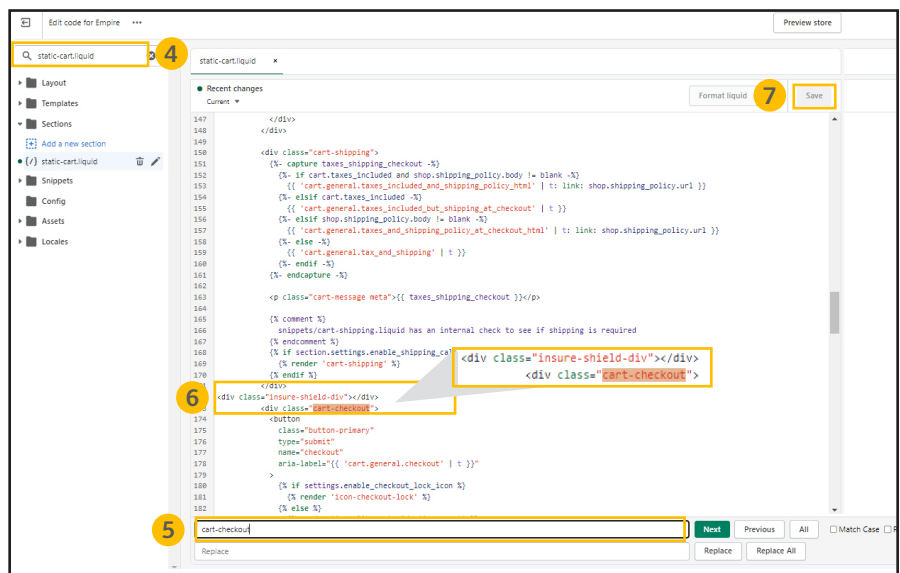 Edit code for Empire •••
Preview store
static-cart.liquid
4
static-cart.liquid ×
Layout
Templates
Sections
Add a new section
{/} static-cart.liquid
Snippets
Config
Assets
Locales
Recent changes
Current
Format liquid
7
Save
147 </div>
148 </div>
149
150 <div class="cart-shipping">
151 {%- capture taxes_shipping_checkout -%}
152 {%- if cart.taxes_included and shop.shipping_policy.body != blank -%}
153 {{ 'cart.general.taxes_included_and_shipping_policy_html' | t: link: shop.shipping_policy.url }}
154 {%- elsif cart.taxes_included -%}
155 {{ 'cart.general.taxes_included_but_shipping_at_checkout' | t }}
156 {%- elsif shop.shipping_policy.body != blank -%}
157 {{ 'cart.general.taxes_and_shipping_policy_at_checkout_html' | t: link: shop.shipping_policy.url }}
158 {%- else -%}
159 {{ 'cart.general.tax_and_shipping' | t }}
160 {%- endif -%}
161 {%- endcapture -%}
162
163 <p class="cart-message meta">{{ taxes_shipping_checkout }}</p>
164
165 {% comment %}
166 snippets/cart-shipping.liquid has an internal check to see if shipping is required
167 {% endcomment %}
168 {% if section.settings.enable_shipping_ca
169 {% render 'cart-shipping' %}
170 {% endif %}
</div>
6
<div class="insure-shield-div"></div>
<div class="cart-checkout">
<div class="insure-shield-div"></div>
<div class="cart-checkout">
174 <button
175 class="button-primary"
176 type="submit"
177 name="checkout"
178 aria-label="{{ 'cart.general.checkout' | t }}"
179 >
180 {% if settings.enable_checkout_lock_icon %}
181 {% render 'icon-checkout-lock' %}
182 {% else %}
5
cart-checkout
Next
Previous
All
Match Case
Replace
Replace
Replace All